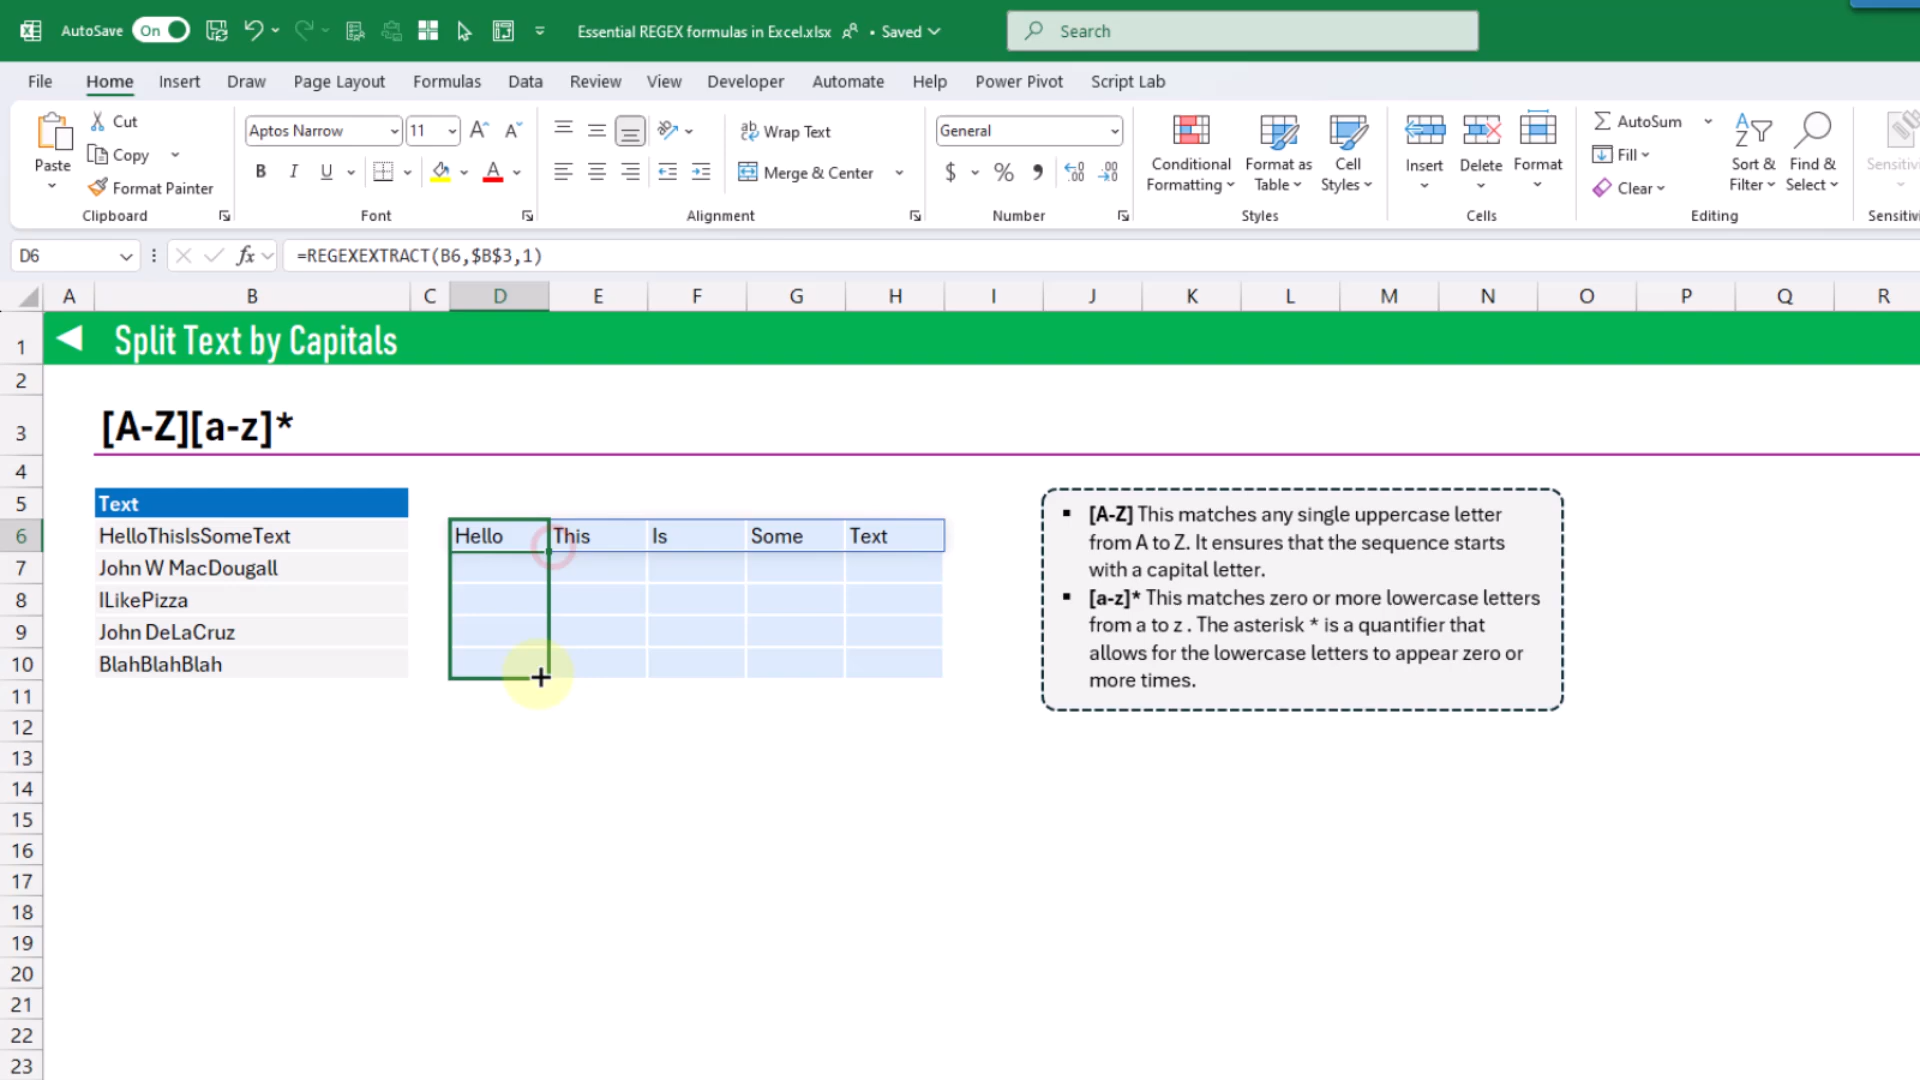 AutoSave On Essential REGEX formulas in Excel.xlsx • Saved Search
File Home Insert Draw Page Layout Formulas Data Review View Developer Automate Help Power Pivot Script Lab
Paste
Cut
Copy
Format Painter
Clipboard
Aptos Narrow 11
B I U
Font
Wrap Text
Merge & Center
Alignment
General
$ %
Number
Conditional Formatting
Format as Table
Cell Styles
Styles
Insert
Delete
Format
Cells
AutoSum
Fill
Clear
Sort & Filter
Find & Select
Editing
Sensitivi
Sensitivi
D6 fx =REGEXEXTRACT(B6,$B$3,1)
A B C D E F G H I J K L M N O P Q R
1 Split Text by Capitals
2
3 [A-Z][a-z]*
4
5 Text
6 HelloThisIsSomeText Hello This Is Some Text
7 John W MacDougall
8 ILikePizza
9 John DeLaCruz
10 BlahBlahBlah
▪ [A-Z] This matches any single uppercase letter
from A to Z. It ensures that the sequence starts
with a capital letter.
▪ [a-z]* This matches zero or more lowercase letters
from a to z . The asterisk * is a quantifier that
allows for the lowercase letters to appear zero or
more times.
11
12
13
14
15
16
17
18
19
20
21
22
23